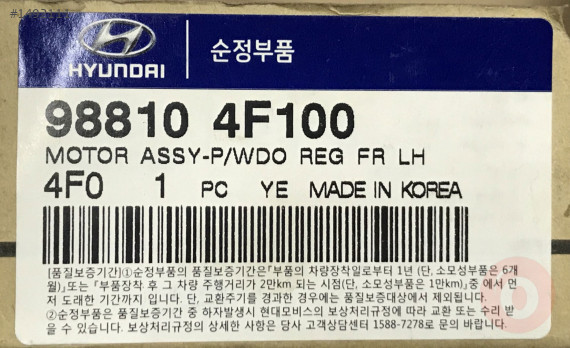 HYUNDAI
순정부품
98810 4F100
MOTOR ASSY-P/WDO REG FR LH
4F0 1 PC YE MADE IN KOREA
[품질보증기간]①순정부품의 품질보증기간은「부품의 차량장착일로부터 1년 (단, 소모성부품은 6개
월)」또는 「부품장착 후 그 차량 주행거리가 2만km 되는 시점(단, 소모성부품은 1만km)」중 에서 먼
저 도래한 기간까지 입니다. 단, 교환주기를 경과한 경우에는 품질보증대상에서 제외됩니다.
②순정부품은 품질보증기간 중 하자발생시 현대모비스의 보상처리규정에 따라 교환 또는 수리 받
을 수 있습니다. 보상처리규정의 상세한 사항은 당사 고객상담센터 1588-7278로 문의 바랍니다.